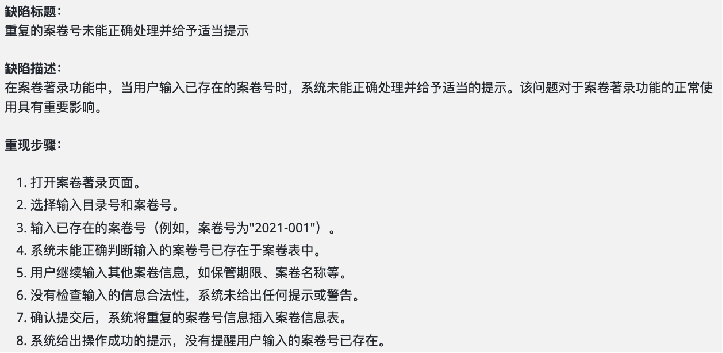 缺陷标题：
重复的案卷号未能正确处理并给予适当提示
缺陷描述：
在案卷著录功能中，当用户输入已存在的案卷号时，系统未能正确处理并给予适当的提示。该问题对于案卷著录功能的正常使
用具有重要影响。
重现步骤：
1. 打开案卷著录页面。
2. 选择输入目录号和案卷号。
3. 输入已存在的案卷号（例如，案卷号为"2021-001"）。
4. 系统未能正确判断输入的案卷号已存在于案卷表中。
5. 用户继续输入其他案卷信息，如保管期限、案卷名称等。
6. 没有检查输入的信息合法性，系统未给出任何提示或警告。
7. 确认提交后，系统将重复的案卷号信息插入案卷信息表。
8. 系统给出操作成功的提示，没有提醒用户输入的案卷号已存在。